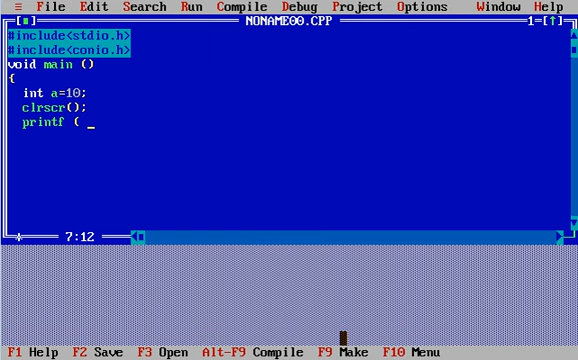 ≡ File Edit Search Run Compile Debug Project Options Window Help
[■] NONAME00.CPP 1=[↑]
#include<stdio.h>
#include<conio.h>
void main ()
{
int a=10;
clrscr();
printf ( _
* 7:12
F1 Help F2 Save F3 Open Alt-F9 Compile F9 Make F10 Menu